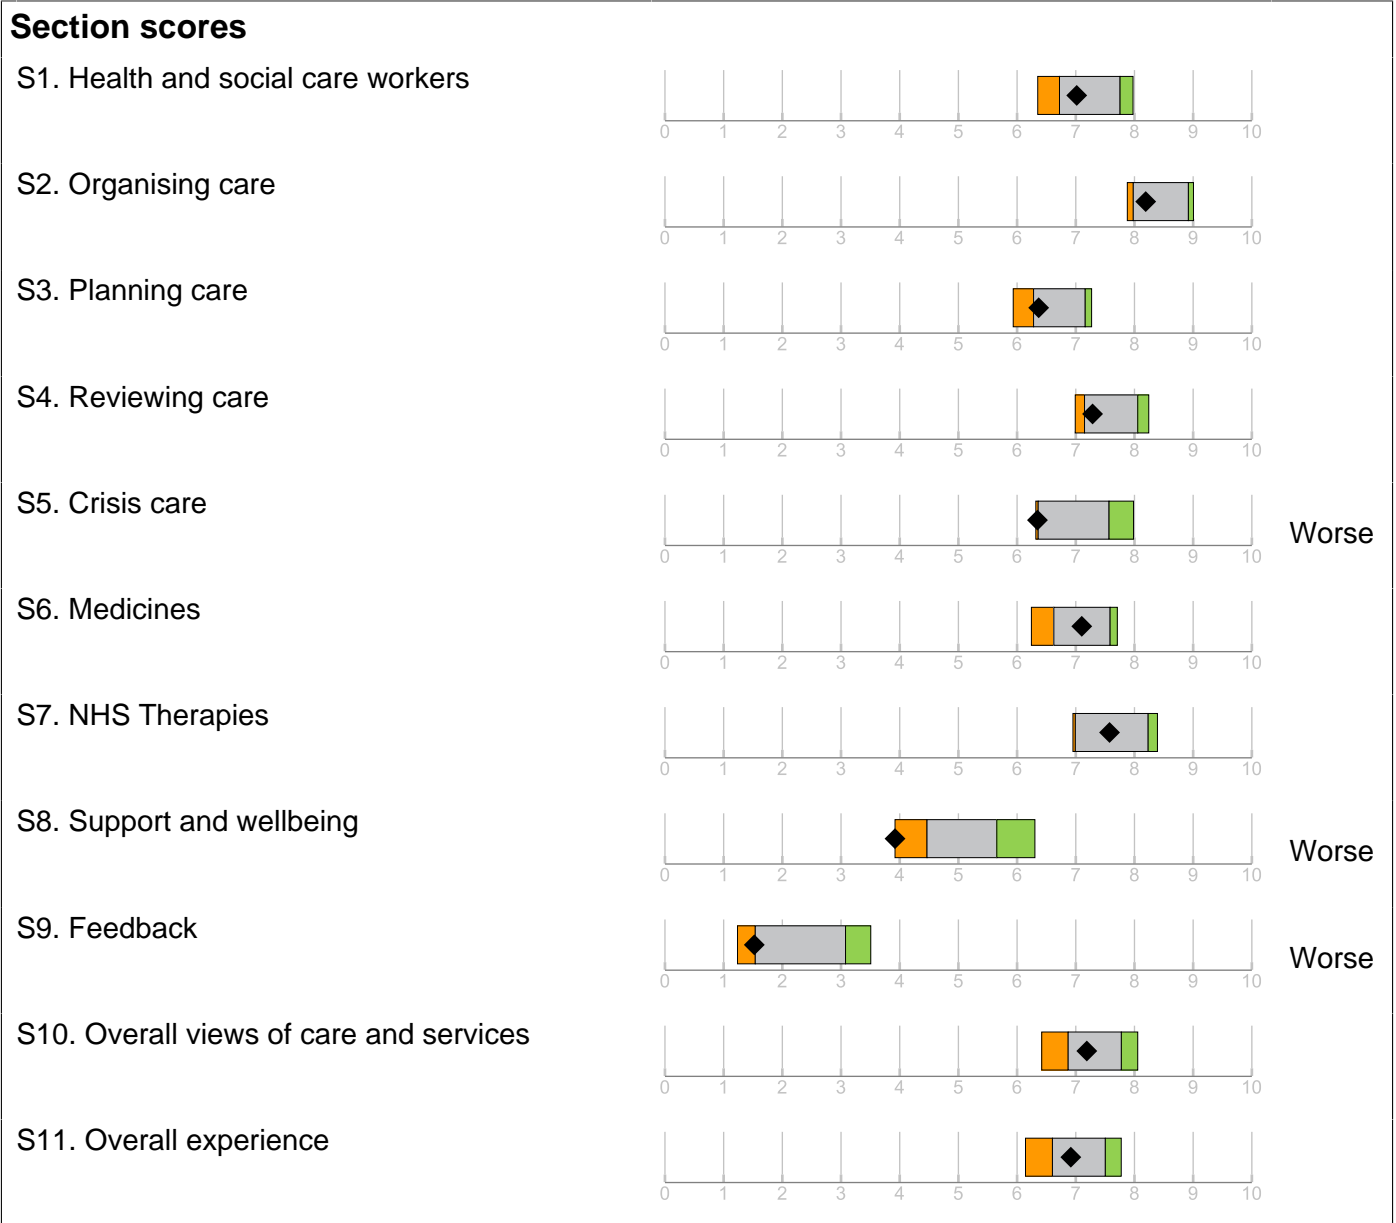 Section scores
S1. Health and social care workers
0 1 2 3 4 5 6 7 8 9 10
S2. Organising care
0 1 2 3 4 5 6 7 8 9 10
S3. Planning care
0 1 2 3 4 5 6 7 8 9 10
S4. Reviewing care
0 1 2 3 4 5 6 7 8 9 10
S5. Crisis care
Worse
0 1 2 3 4 5 6 7 8 9 10
S6. Medicines
0 1 2 3 4 5 6 7 8 9 10
S7. NHS Therapies
0 1 2 3 4 5 6 7 8 9 10
S8. Support and wellbeing
Worse
0 1 2 3 4 5 6 7 8 9 10
S9. Feedback
Worse
0 1 2 3 4 5 6 7 8 9 10
S10. Overall views of care and services
0 1 2 3 4 5 6 7 8 9 10
S11. Overall experience
0 1 2 3 4 5 6 7 8 9 10